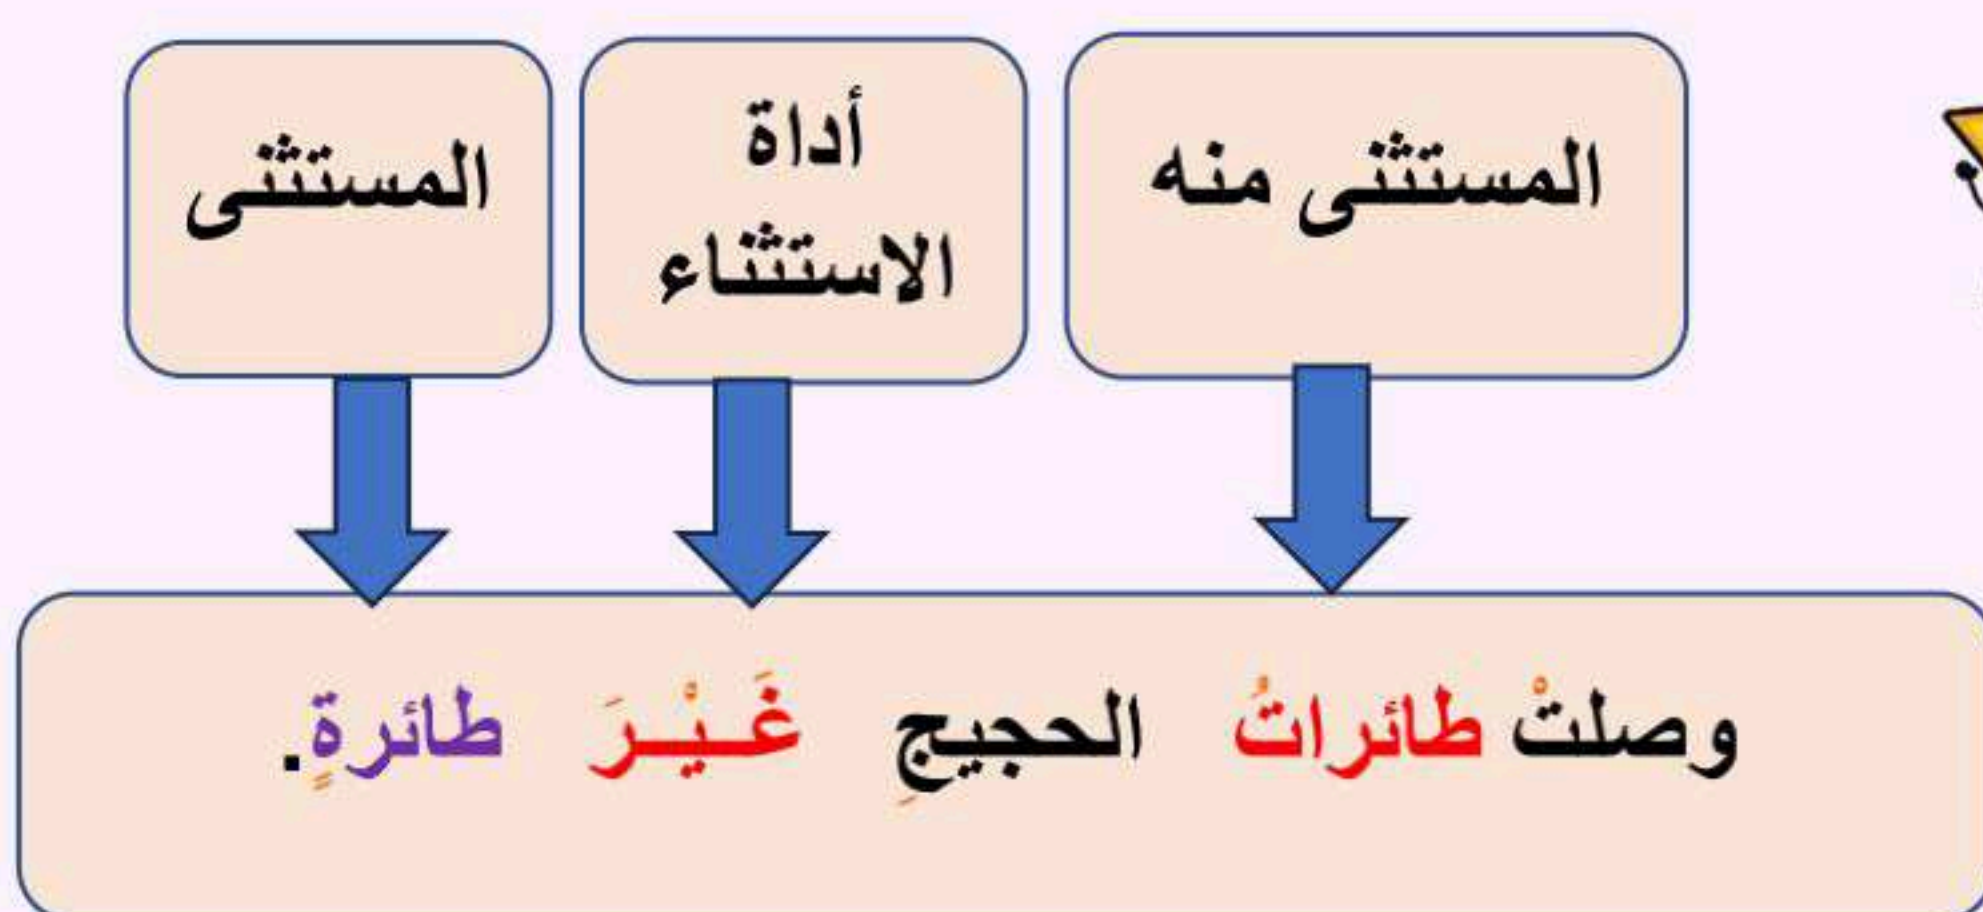 المستثنى منه
أداة
الاستثناء
المستثنى
وصلتْ طائراتُ الحجيجِ غَـيْـرَ طائرةٍ.